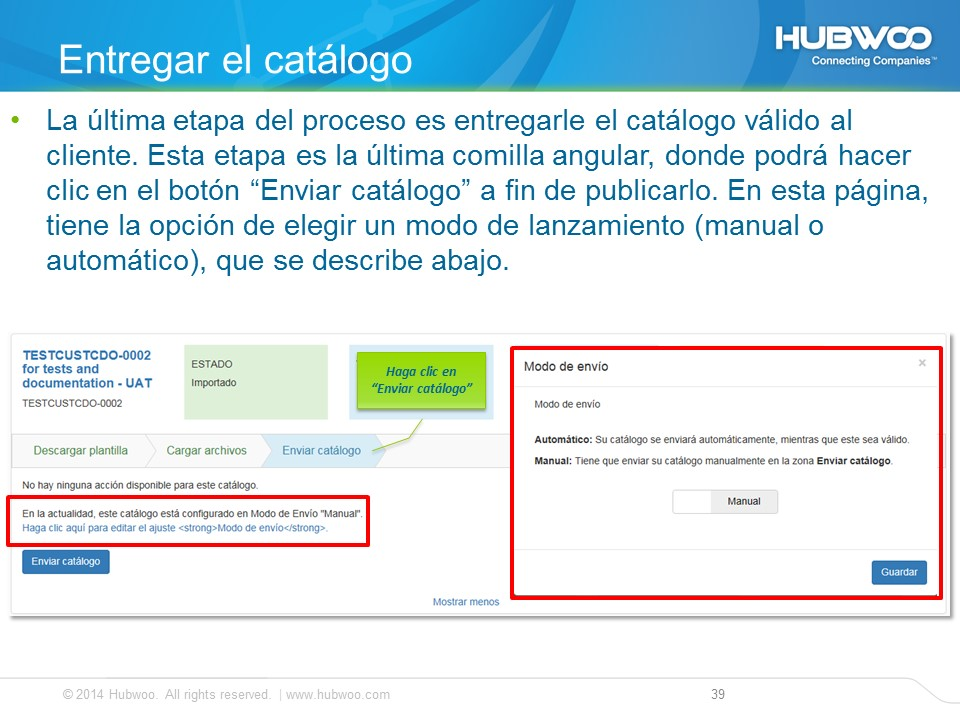 Entregar el catálogo
HUBWOO
Connecting Companies™
• La última etapa del proceso es entregarle el catálogo válido al
cliente. Esta etapa es la última comilla angular, donde podrá hacer
clic en el botón “Enviar catálogo” a fin de publicarlo. En esta página,
tiene la opción de elegir un modo de lanzamiento (manual o
automático), que se describe abajo.
TESTCUSTCDO-0002
for tests and
documentation - UAT
TESTCUSTCDO-0002
ESTADO
Importado
Haga clic en
“Enviar catálogo”
Descargar plantilla
Cargar archivos
Enviar catálogo
No hay ninguna acción disponible para este catálogo.
En la actualidad, este catálogo está configurado en Modo de Envío "Manual".
Haga clic aquí para editar el ajuste <strong>Modo de envío</strong>.
Enviar catálogo
Mostrar menos
Modo de envío
×
Modo de envío
Automático: Su catálogo se enviará automáticamente, mientras que este sea válido.
Manual: Tiene que enviar su catálogo manualmente en la zona Enviar catálogo.
Manual
Guardar
© 2014 Hubwoo. All rights reserved. | www.hubwoo.com
39